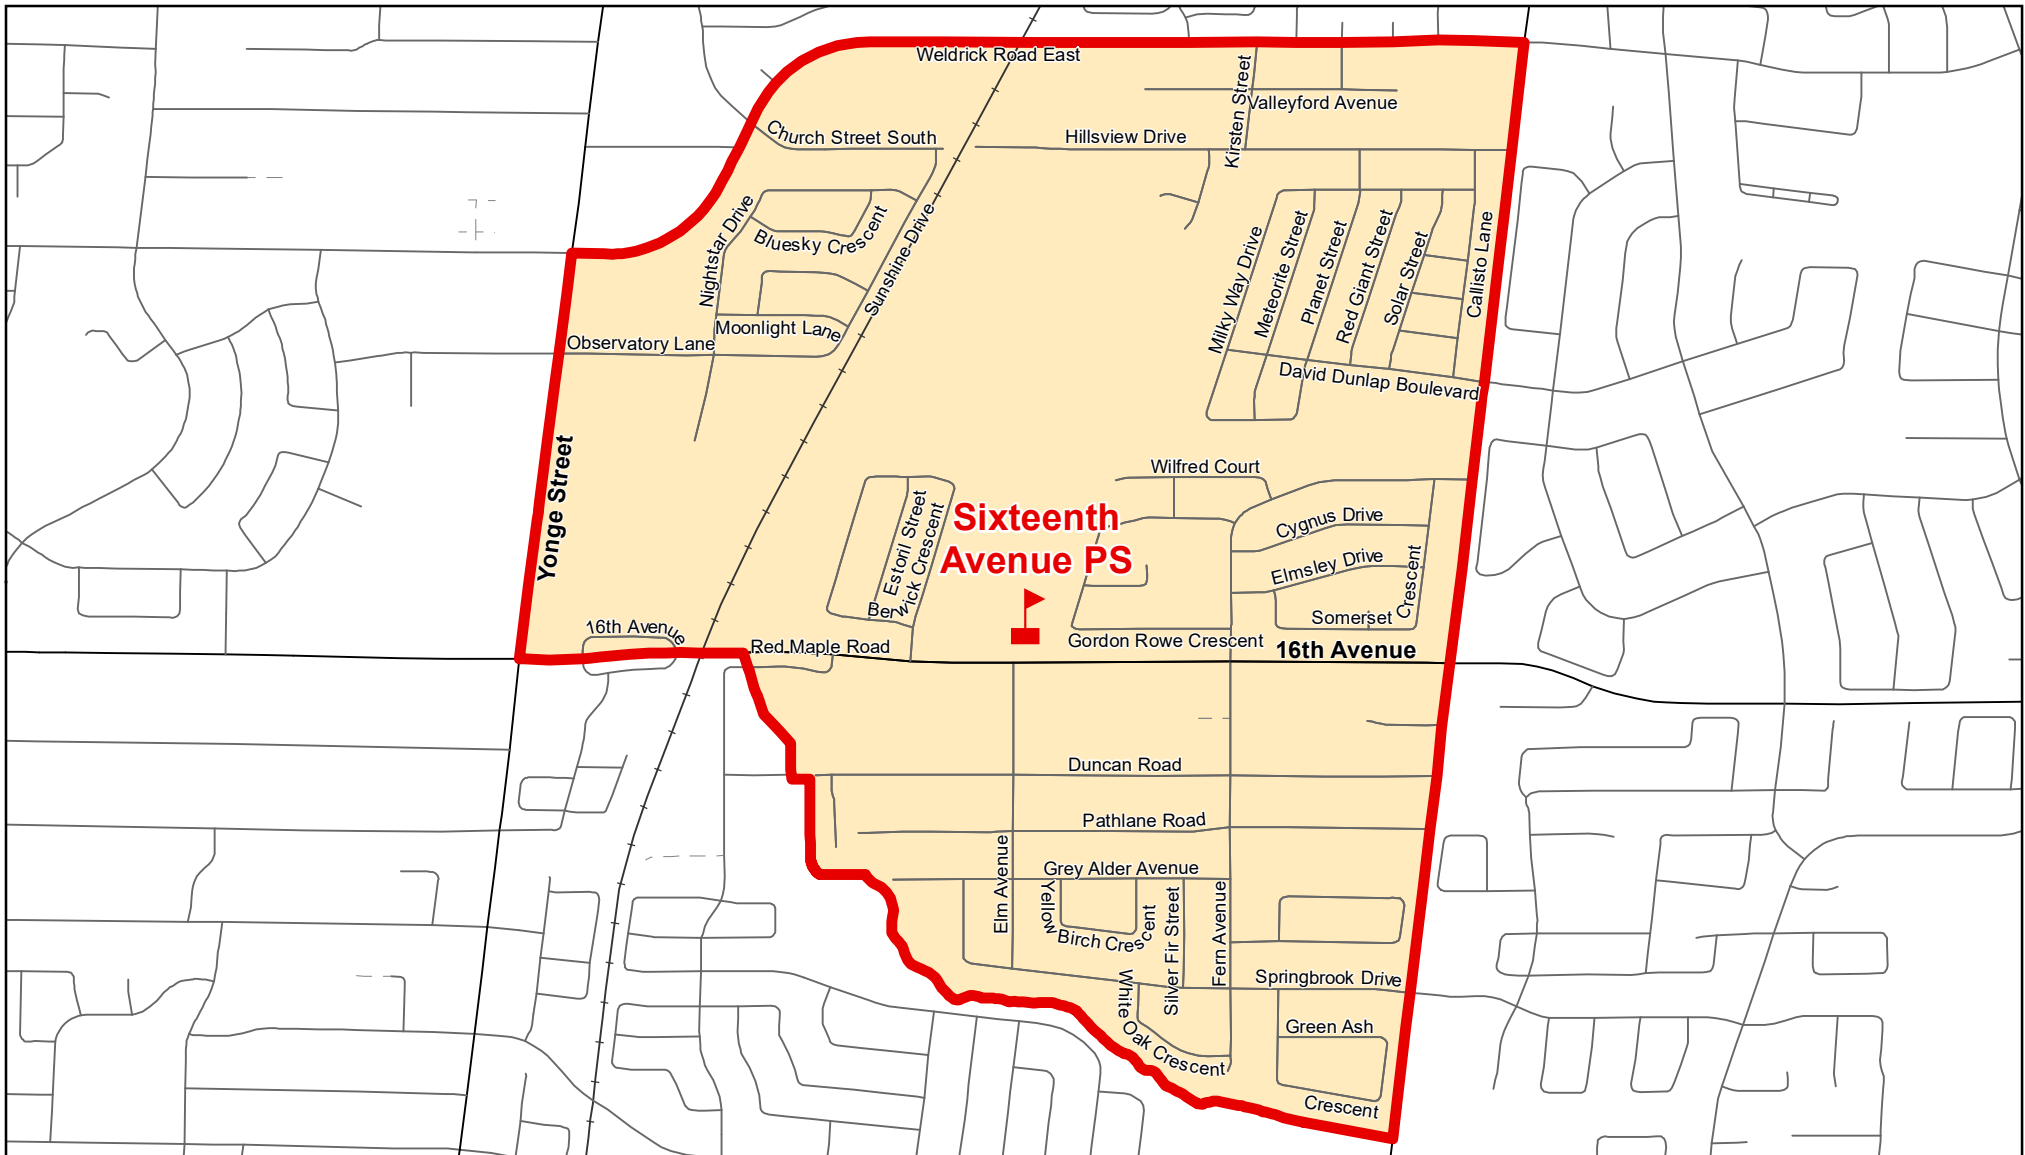 Weldrick Road East
Kirsten Street
Valleyford Avenue
Church Street South
Hillsview Drive
Nightstar Drive
Bluesky Crescent
Sunshine Drive
Milky Way Drive
Meteorite Street
Planet Street
Red Giant Street
Solar Street
Callisto Lane
Moonlight Lane
Observatory Lane
David Dunlap Boulevard
Yonge Street
Wilfred Court
Estoril Street
Berwick Crescent
Sixteenth
Avenue PS
Cygnus Drive
Elmsley Drive
Somerset Crescent
16th Avenue
Red Maple Road
Gordon Rowe Crescent
16th Avenue
Duncan Road
Pathlane Road
Elm Avenue
Grey Alder Avenue
Yellow Birch Crescent
Silver Fir Street
Fern Avenue
White Oak Crescent
Springbrook Drive
Green Ash
Crescent